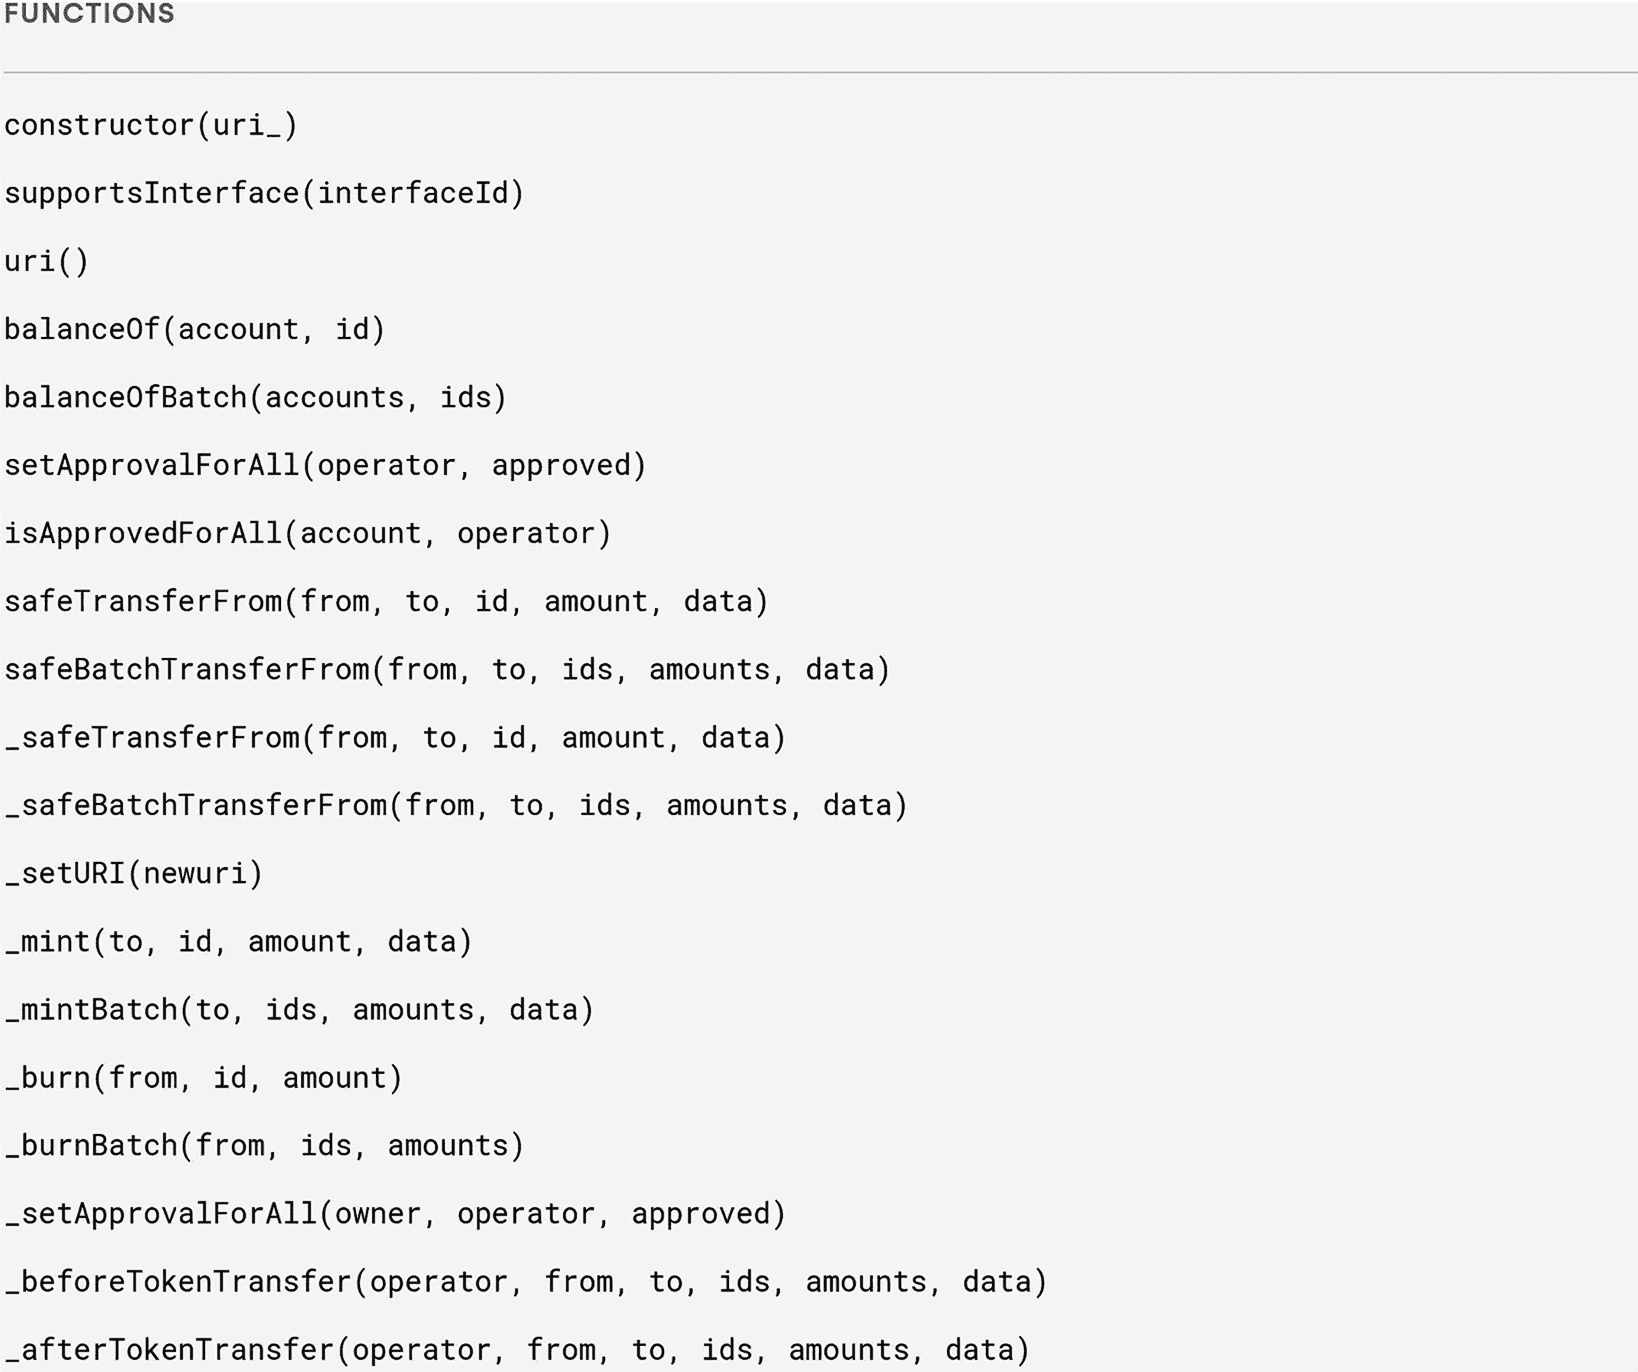 FUNCTIONS
constructor(uri_)
supportsInterface(interfaceId)
uri()
balanceOf(account, id)
balanceOfBatch(accounts, ids)
setApprovalForAll(operator, approved)
isApprovedForAll(account, operator)
safeTransferFrom(from, to, id, amount, data)
safeBatchTransferFrom(from, to, ids, amounts, data)
_safeTransferFrom(from, to, id, amount, data)
_safeBatchTransferFrom(from, to, ids, amounts, data)
_setURI(newuri)
_mint(to, id, amount, data)
_mintBatch(to, ids, amounts, data)
_burn(from, id, amount)
_burnBatch(from, ids, amounts)
_setApprovalForAll(owner, operator, approved)
_beforeTokenTransfer(operator, from, to, ids, amounts, data)
_afterTokenTransfer(operator, from, to, ids, amounts, data)